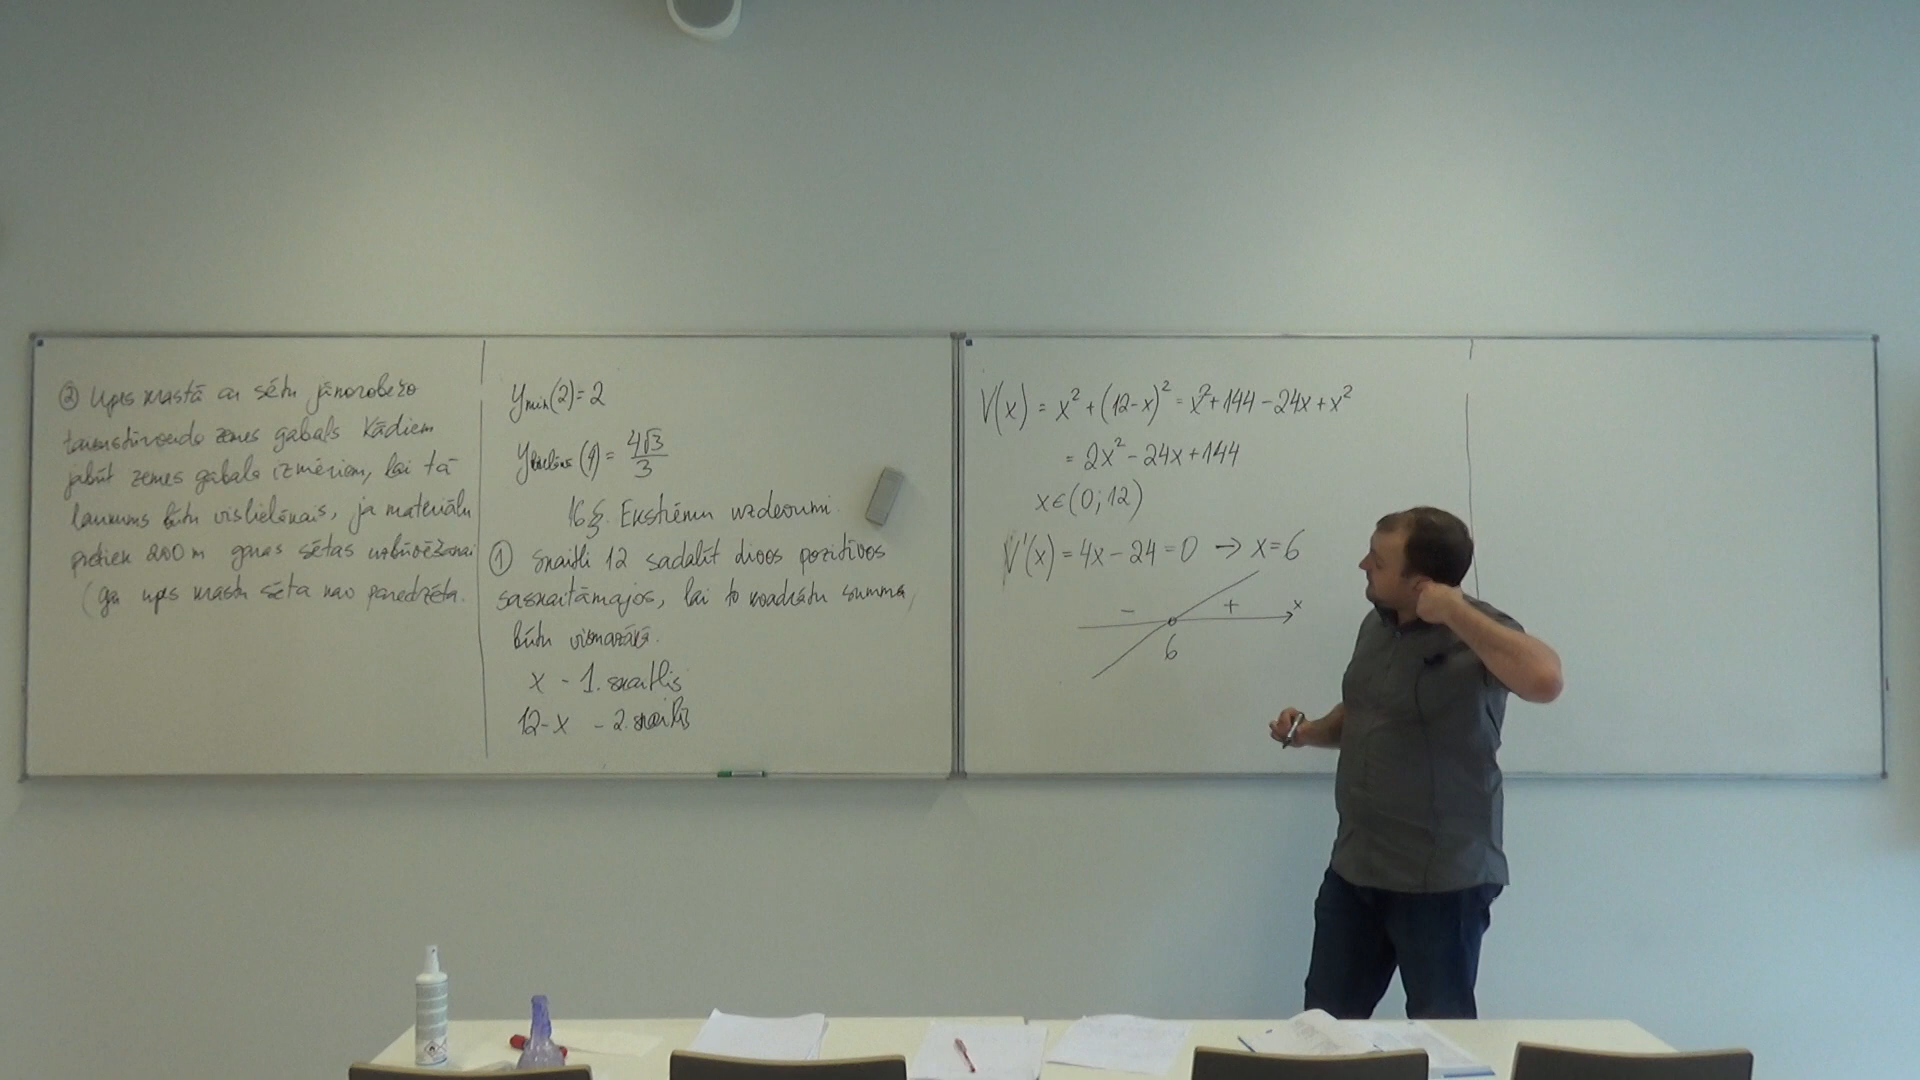 ② Upes krastā ar sētu jānorobežo
taisnstūrveida zemes gabals. Kādiem
jābūt zemes gabala izmēriem, lai tā
laukums būtu vislielākais, ja materiālu
pietiek 200 m garas sētas uzbūvēšanai
(gar upes krastu sēta nav paredzēta.
y min(2)=2
(4) = 4√3/3
16§. Ekstrēmu uzdevumi.
① Skaitli 12 sadalīt divos pozitīvos
saskaitāmajos, lai to kvadrātu summa
būtu vismazākā.
x - 1. skaitlis
12-x - 2. skaitlis
V(x) = x² + (12-x)² = x² + 144 - 24x + x²
= 2x² - 24x + 144
x∈(0;12)
V'(x) = 4x - 24 = 0 → x = 6
- + x
6